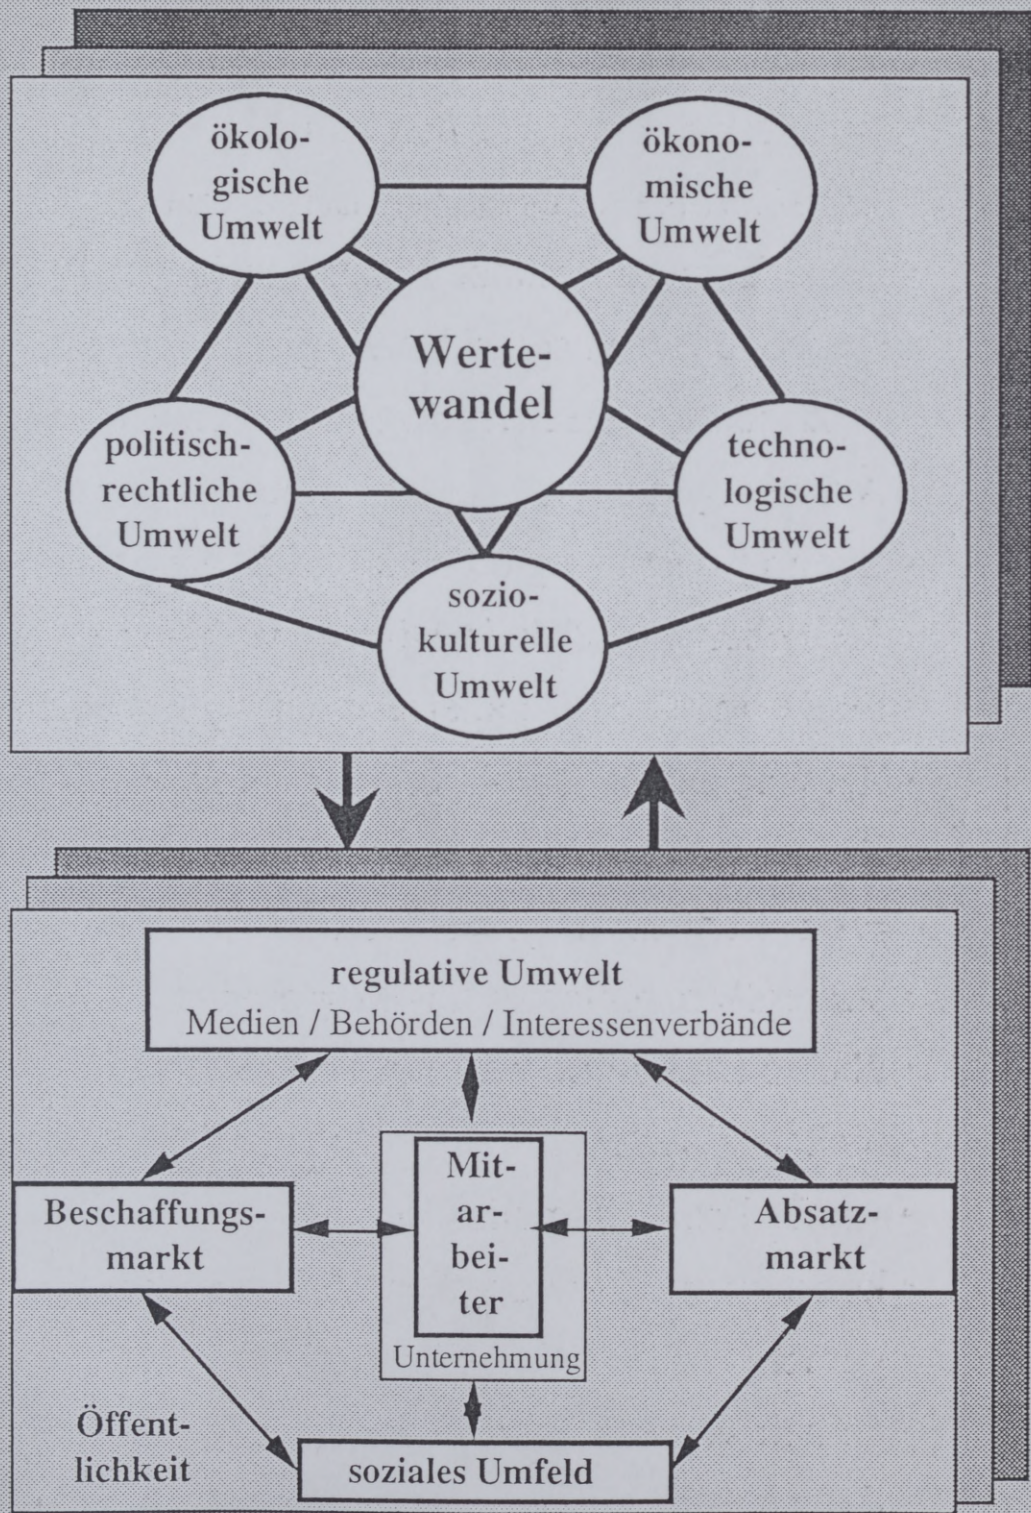 ökolo-
gische
Umwelt
ökono-
mische
Umwelt
Werte-
wandel
politisch-
rechtliche
Umwelt
techno-
logische
Umwelt
sozio-
kulturelle
Umwelt
regulative Umwelt
Medien / Behörden / Interessenverbände
Beschaffungs-
markt
Mit-
ar-
bei-
ter
Unternehmung
Absatz-
markt
Öffent-
lichkeit
soziales Umfeld